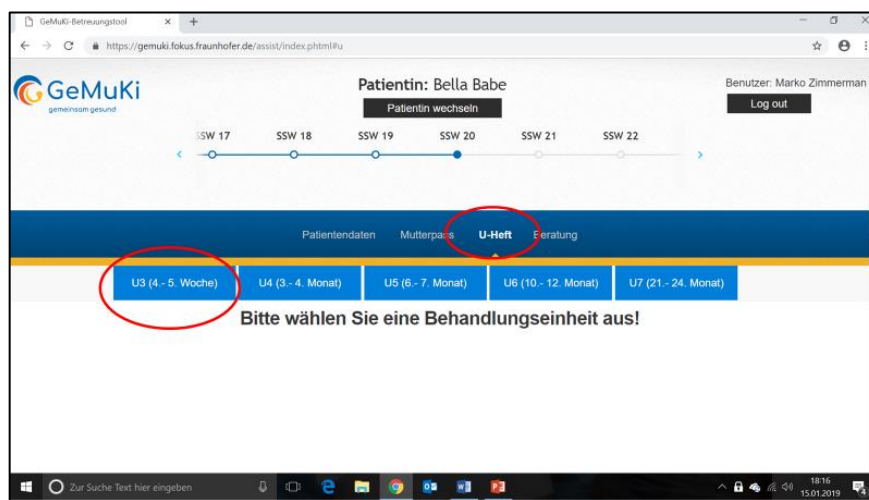 GeMuKi-Betreuungstool
https://gemuki.fokus.fraunhofer.de/assist/index.phtml#u
GeMuKi
gemeinsam gesund
Patientin: Bella Babe
Patientin wechseln
Benutzer: Marko Zimmerman
Log out
SSW 17 SSW 18 SSW 19 SSW 20 SSW 21 SSW 22
Patientendaten Mutterpass U-Heft Beratung
U3 (4.- 5. Woche) U4 (3.- 4. Monat) U5 (6.- 7. Monat) U6 (10.- 12. Monat) U7 (21.- 24. Monat)
Bitte wählen Sie eine Behandlungseinheit aus!
Zur Suche Text hier eingeben
18:16
15.01.2019